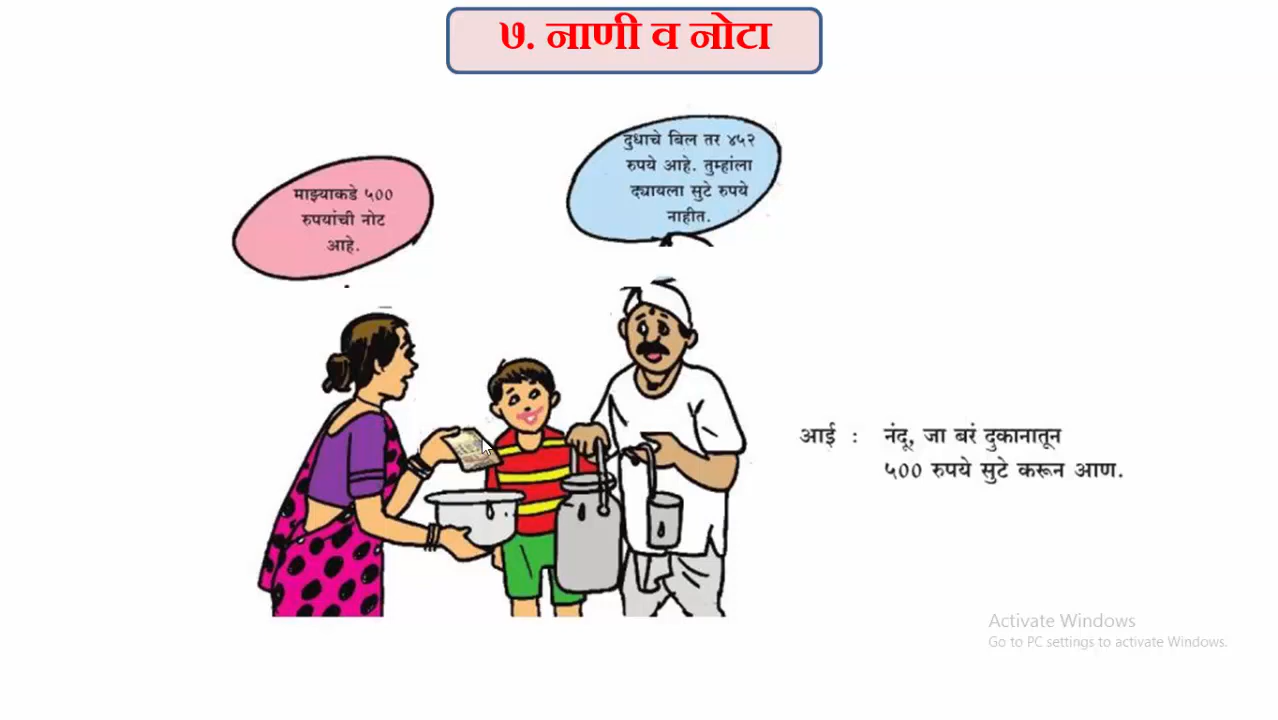 ७. नाणी व नोटा
माझ्याकडे ५००
रुपयांची नोट
आहे.
दुधाचे बिल तर ४५२
रुपये आहे. तुम्हांला
द्यायला सुटे रुपये
नाहीत.
आई : नंदू, जा बरं दुकानातून
५०० रुपये सुटे करून आण.
Activate Windows
Go to PC settings to activate Windows.